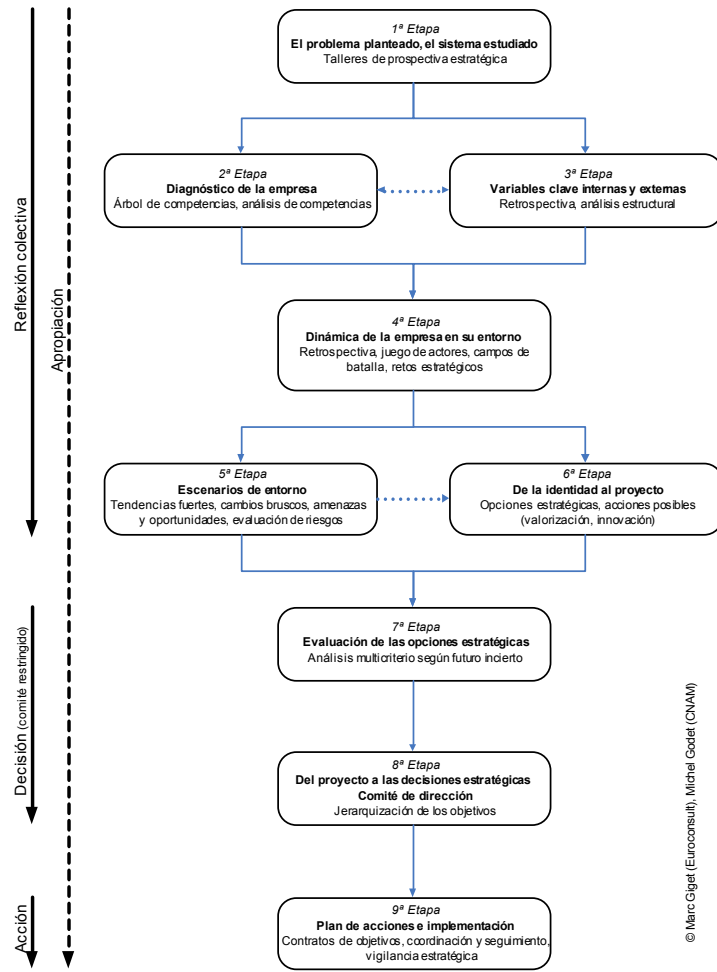 1ª Etapa
El problema planteado, el sistema estudiado
Talleres de prospectiva estratégica
2ª Etapa
Diagnóstico de la empresa
Árbol de competencias, análisis de competencias
3ª Etapa
Variables clave internas y externas
Retrospectiva, análisis estructural
4ª Etapa
Dinámica de la empresa en su entorno
Retrospectiva, juego de actores, campos de
batalla, retos estratégicos
5ª Etapa
Escenarios de entorno
Tendencias fuertes, cambios bruscos, amenazas
y oportunidades, evaluación de riesgos
6ª Etapa
De la identidad al proyecto
Opciones estratégicas, acciones posibles
(valorización, innovación)
7ª Etapa
Evaluación de las opciones estratégicas
Análisis multicriterio según futuro incierto
8ª Etapa
Del proyecto a las decisiones estratégicas
Comité de dirección
Jerarquización de los objetivos
9ª Etapa
Plan de acciones e implementación
Contratos de objetivos, coordinación y seguimiento,
vigilancia estratégica
Reflexión colectiva
Apropiación
Decisión (comité restringido)
Acción
© Marc Giget (Euroconsult), Michel Godet (CNAM)